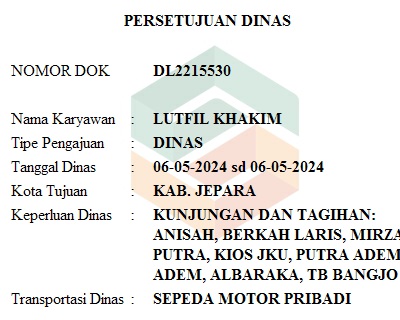 PERSETUJUAN DINAS
NOMOR DOK DL2215530
Nama Karyawan : LUTFIL KHAKIM
Tipe Pengajuan : DINAS
Tanggal Dinas : 06-05-2024 sd 06-05-2024
Kota Tujuan : KAB. JEPARA
Keperluan Dinas : KUNJUNGAN DAN TAGIHAN:
ANISAH, BERKAH LARIS, MIRZA
PUTRA, KIOS JKU, PUTRA ADEM
ADEM, ALBARAKA, TB BANGJO
Transportasi Dinas : SEPEDA MOTOR PRIBADI